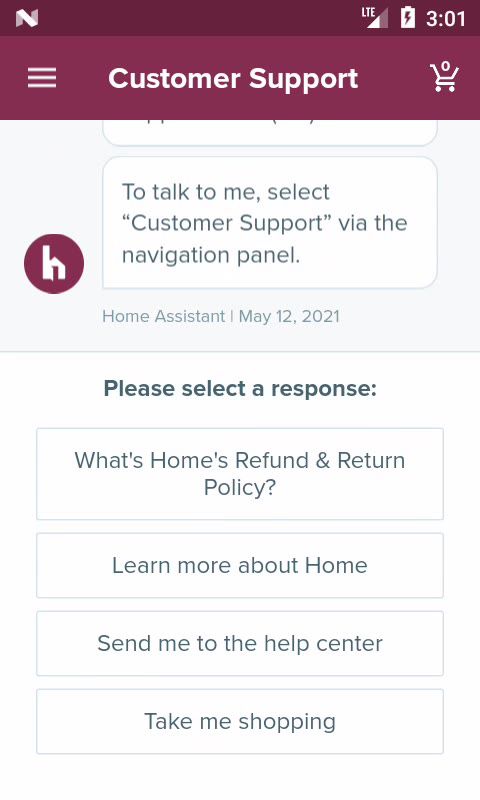 LTE 3:01
Customer Support
0
To talk to me, select
“Customer Support” via the
navigation panel.
h
Home Assistant | May 12, 2021
Please select a response:
What's Home's Refund & Return
Policy?
Learn more about Home
Send me to the help center
Take me shopping